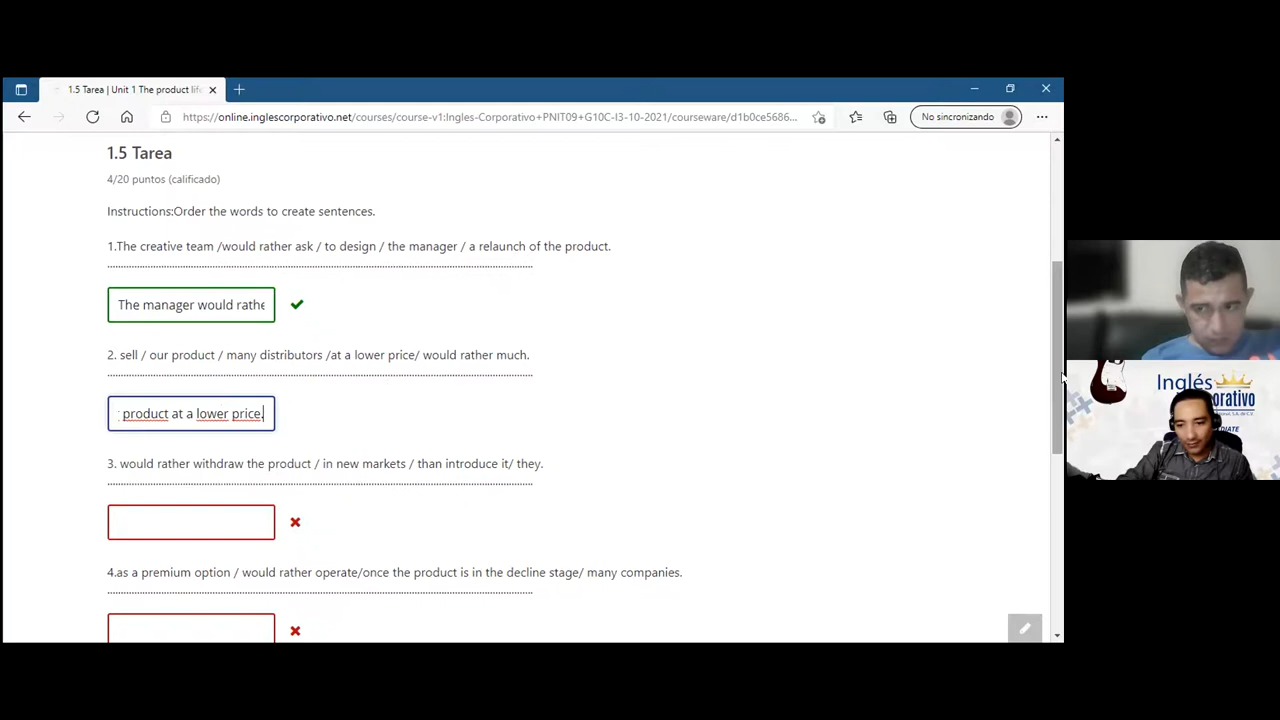 1.5 Tarea | Unit 1 The product life
https://online.inglescorporativo.net/courses/course-v1:Ingles-Corporativo+PNIT09+G10C-I3-10-2021/courseware/d1b0ce5686...
No sincronizando
1.5 Tarea
4/20 puntos (calificado)
Instructions:Order the words to create sentences.
1.The creative team /would rather ask / to design / the manager / a relaunch of the product.
The manager would rathe
2. sell / our product / many distributors /at a lower price/ would rather much.
product at a lower price.
3. would rather withdraw the product / in new markets / than introduce it/ they.
4.as a premium option / would rather operate/once the product is in the decline stage/ many companies.
Inglés
orativo